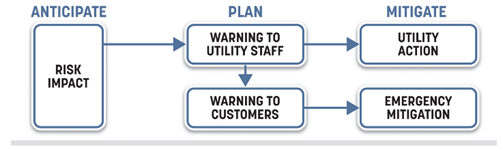 ANTICIPATE
PLAN
MITIGATE
RISK
IMPACT
WARNING TO
UTILITY STAFF
UTILITY
ACTION
WARNING TO
CUSTOMERS
EMERGENCY
MITIGATION